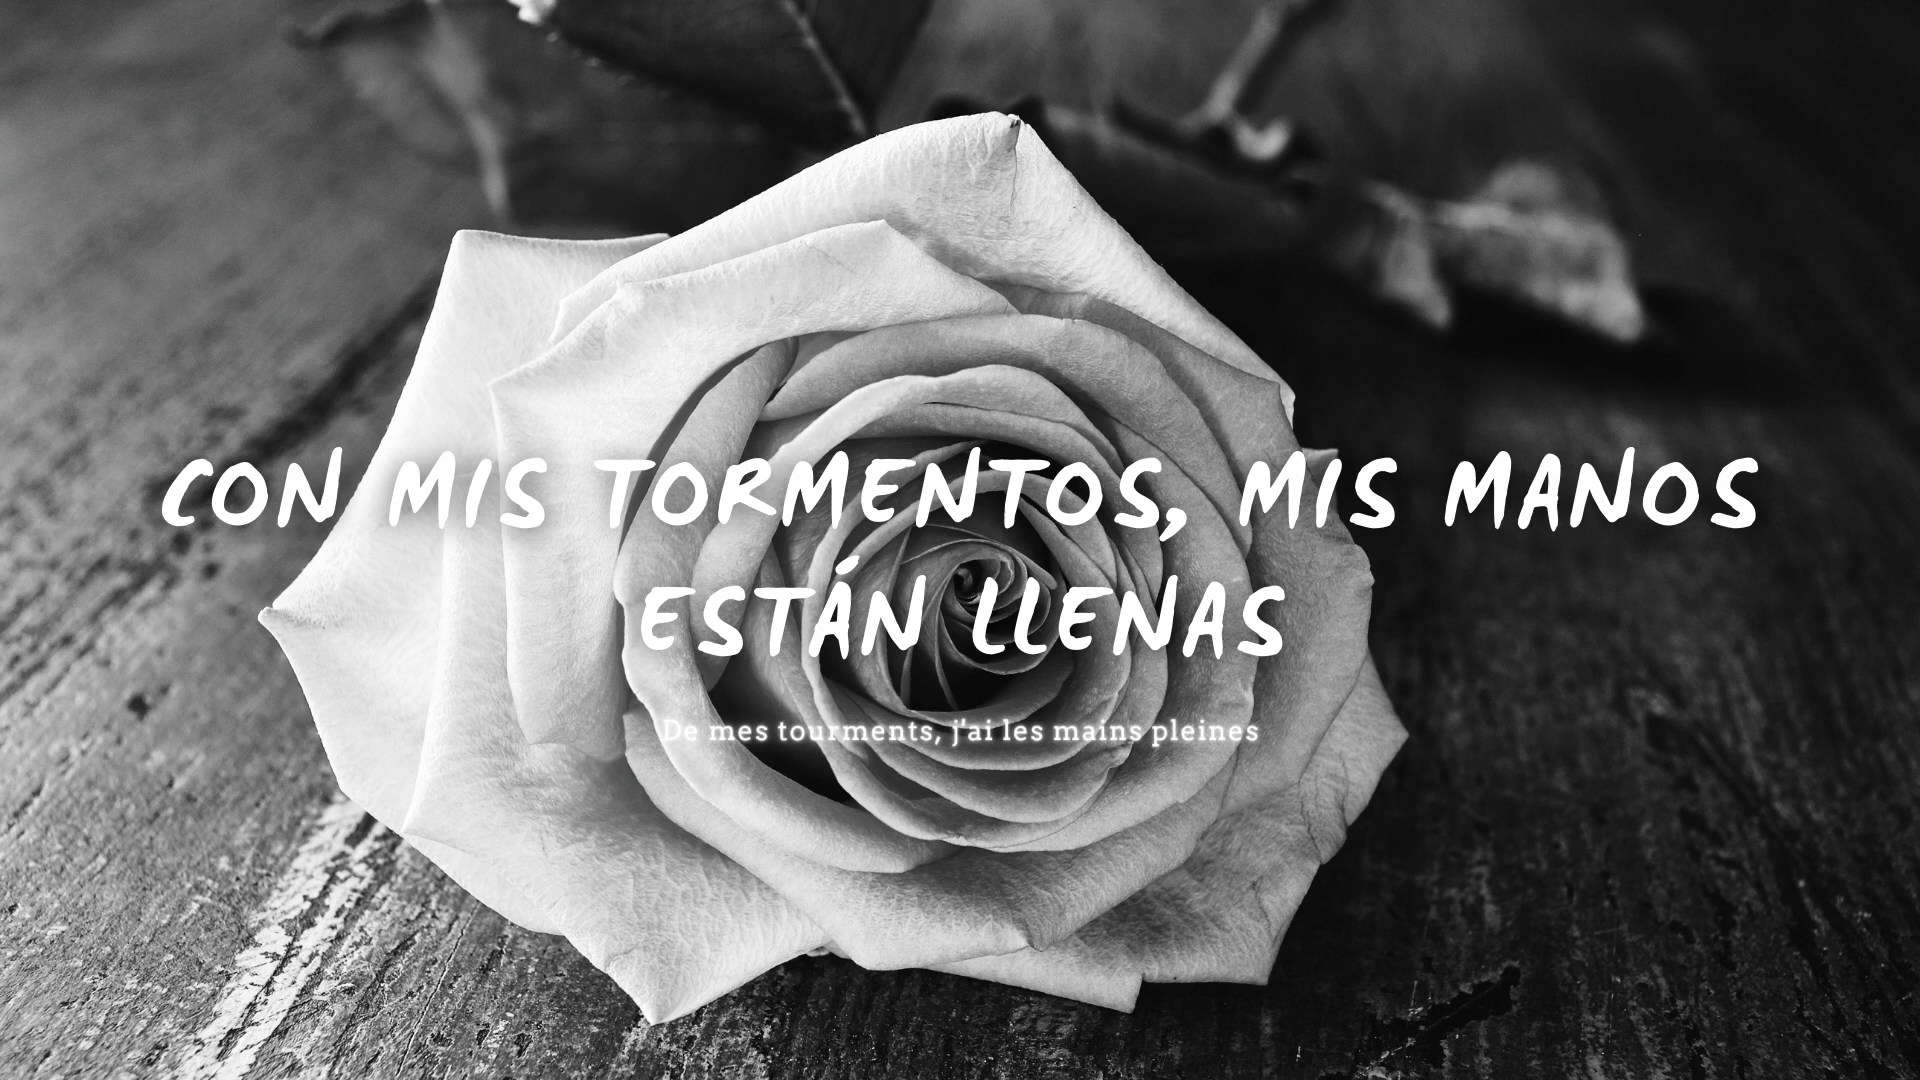 CON MIS TORMENTOS, MIS MANOS
ESTÁN LLENAS
De mes tourments, j'ai les mains pleines